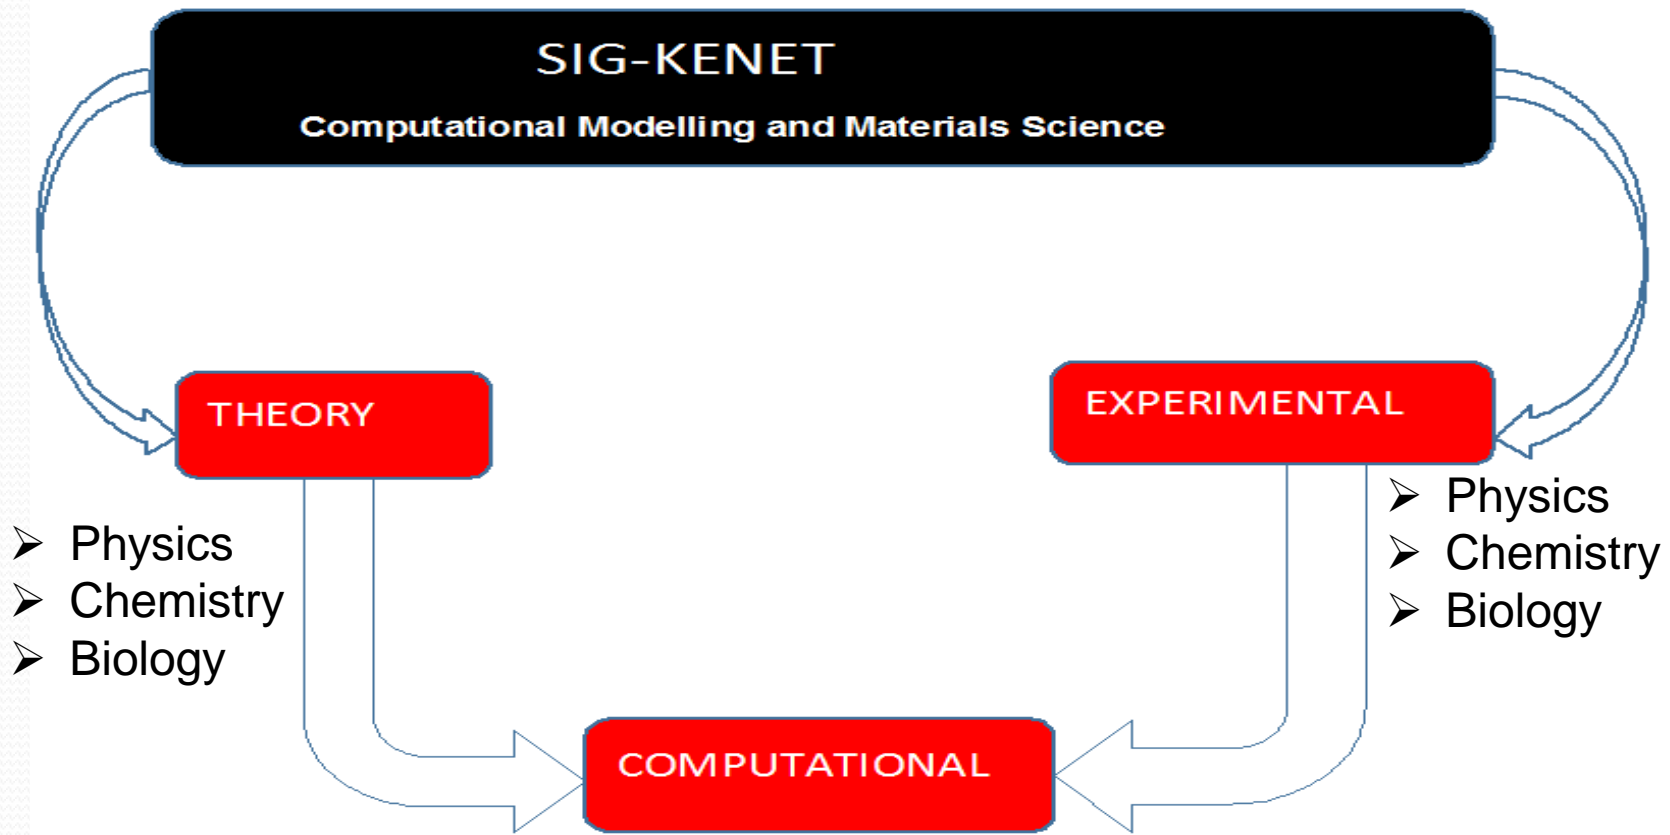 SIG-KENET
Computational Modelling and Materials Science
THEORY
EXPERIMENTAL
➢ Physics
➢ Chemistry
➢ Biology
➢ Physics
➢ Chemistry
➢ Biology
COMPUTATIONAL